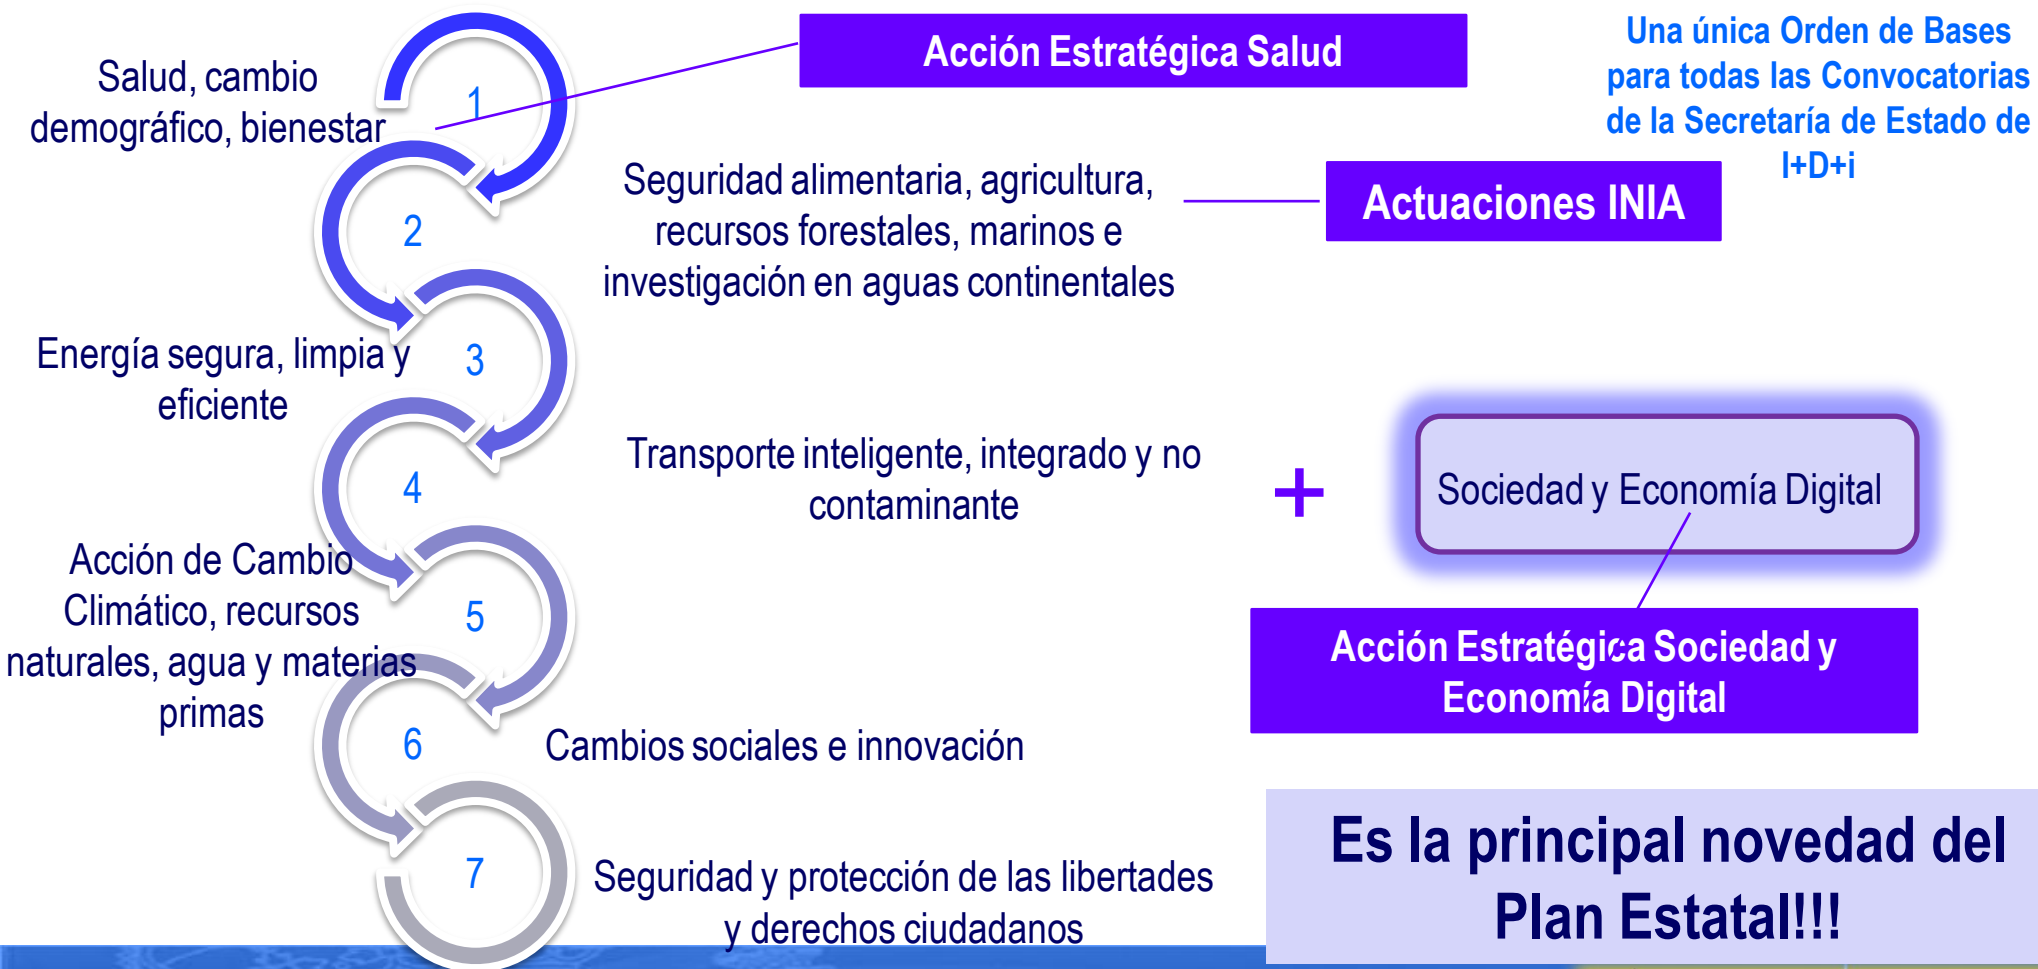 Acción Estratégica Salud
Una única Orden de Bases
para todas las Convocatorias
de la Secretaría de Estado de
I+D+i
Salud, cambio
demográfico, bienestar
1
Seguridad alimentaria, agricultura,
recursos forestales, marinos e
investigación en aguas continentales
Actuaciones INIA
2
Energía segura, limpia y
eficiente
3
Transporte inteligente, integrado y no
contaminante
4
+
Sociedad y Economía Digital
Acción de Cambio
Climático, recursos
naturales, agua y materias
primas
5
Acción Estratégica Sociedad y
Economía Digital
6
Cambios sociales e innovación
7
Seguridad y protección de las libertades
y derechos ciudadanos
Es la principal novedad del
Plan Estatal!!!